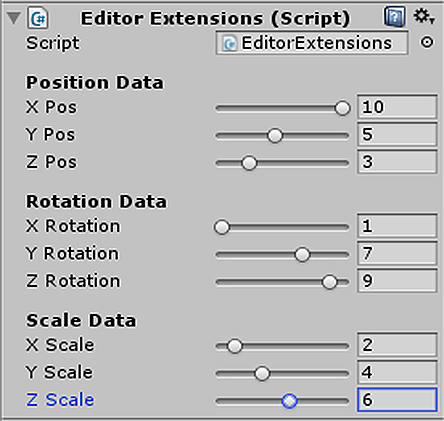 Editor Extensions (Script)
Script EditorExtensions
Position Data
X Pos 10
Y Pos 5
Z Pos 3
Rotation Data
X Rotation 1
Y Rotation 7
Z Rotation 9
Scale Data
X Scale 2
Y Scale 4
Z Scale 6